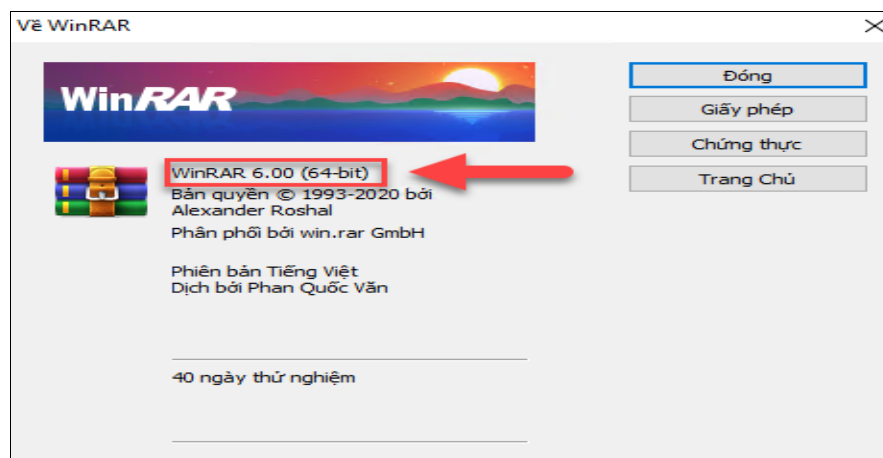 Về WinRAR
WinRAR
Đóng
Giấy phép
Chứng thực
Trang Chủ
WinRAR 6.00 (64-bit)
Bản quyền © 1993-2020 bởi
Alexander Roshal
Phân phối bởi win.rar GmbH
Phiên bản Tiếng Việt
Dịch bởi Phan Quốc Văn
40 ngày thử nghiệm